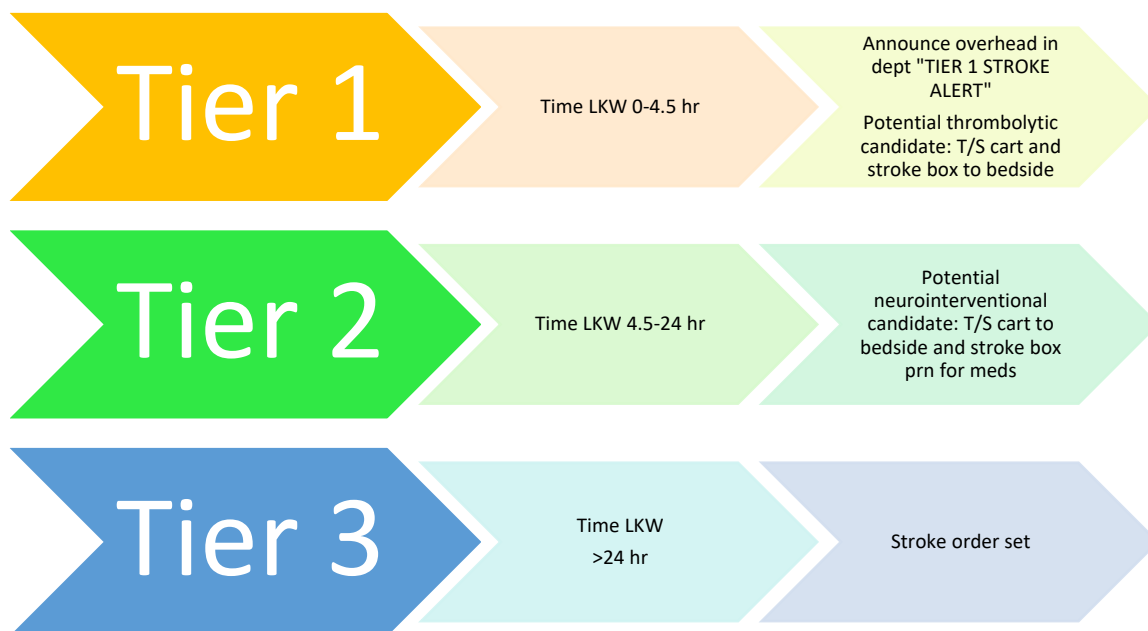 Tier 1
Time LKW 0-4.5 hr
Announce overhead in
dept "TIER 1 STROKE
ALERT"
Potential thrombolytic
candidate: T/S cart and
stroke box to bedside
Tier 2
Time LKW 4.5-24 hr
Potential
neurointerventional
candidate: T/S cart to
bedside and stroke box
prn for meds
Tier 3
Time LKW
>24 hr
Stroke order set